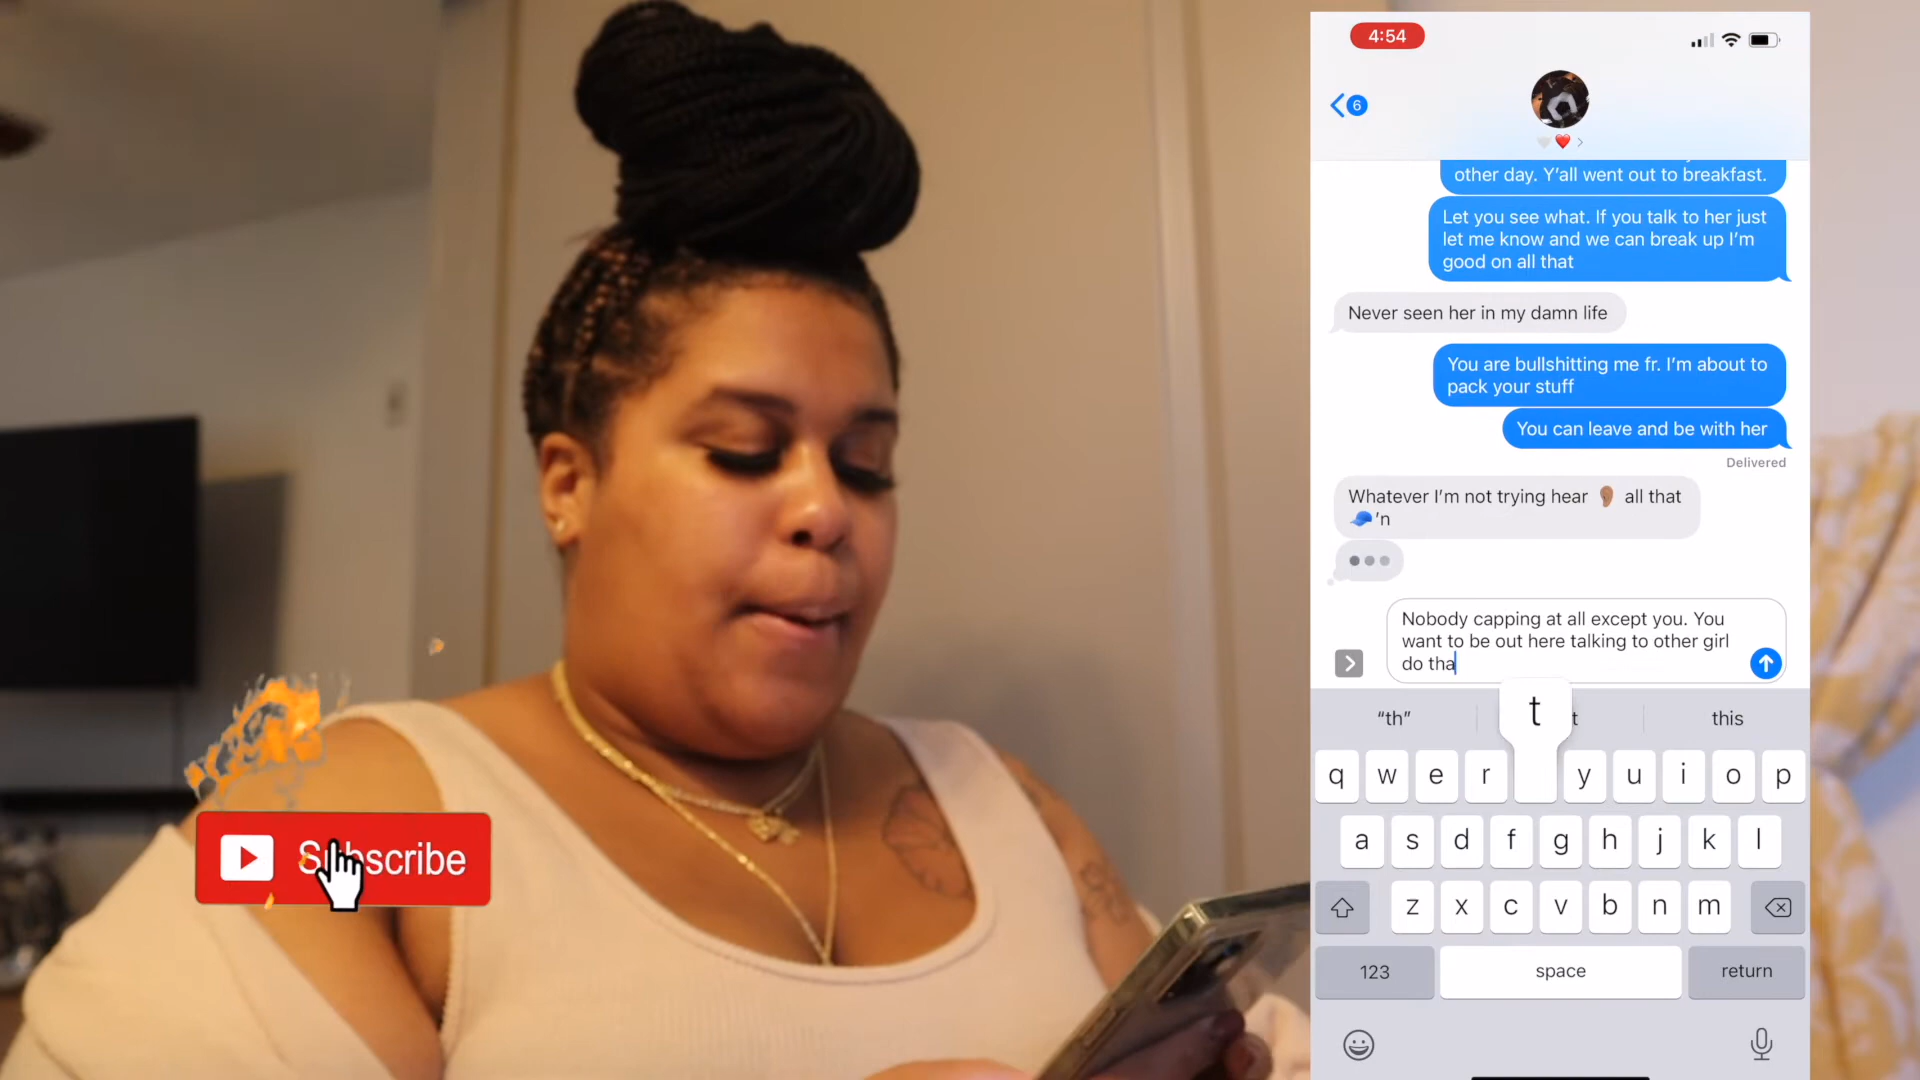 4:54
6
other day. Y'all went out to breakfast.
Let you see what. If you talk to her just
let me know and we can break up I'm
good on all that
Never seen her in my damn life
You are bullshitting me fr. I'm about to
pack your stuff
You can leave and be with her
Delivered
Whatever I'm not trying hear 👂🏽 all that
🧢'n
Nobody capping at all except you. You
want to be out here talking to other girl
do tha
"th" t this
t
q w e r y u i o p
a s d f g h j k l
z x c v b n m
123 space return
Subscribe